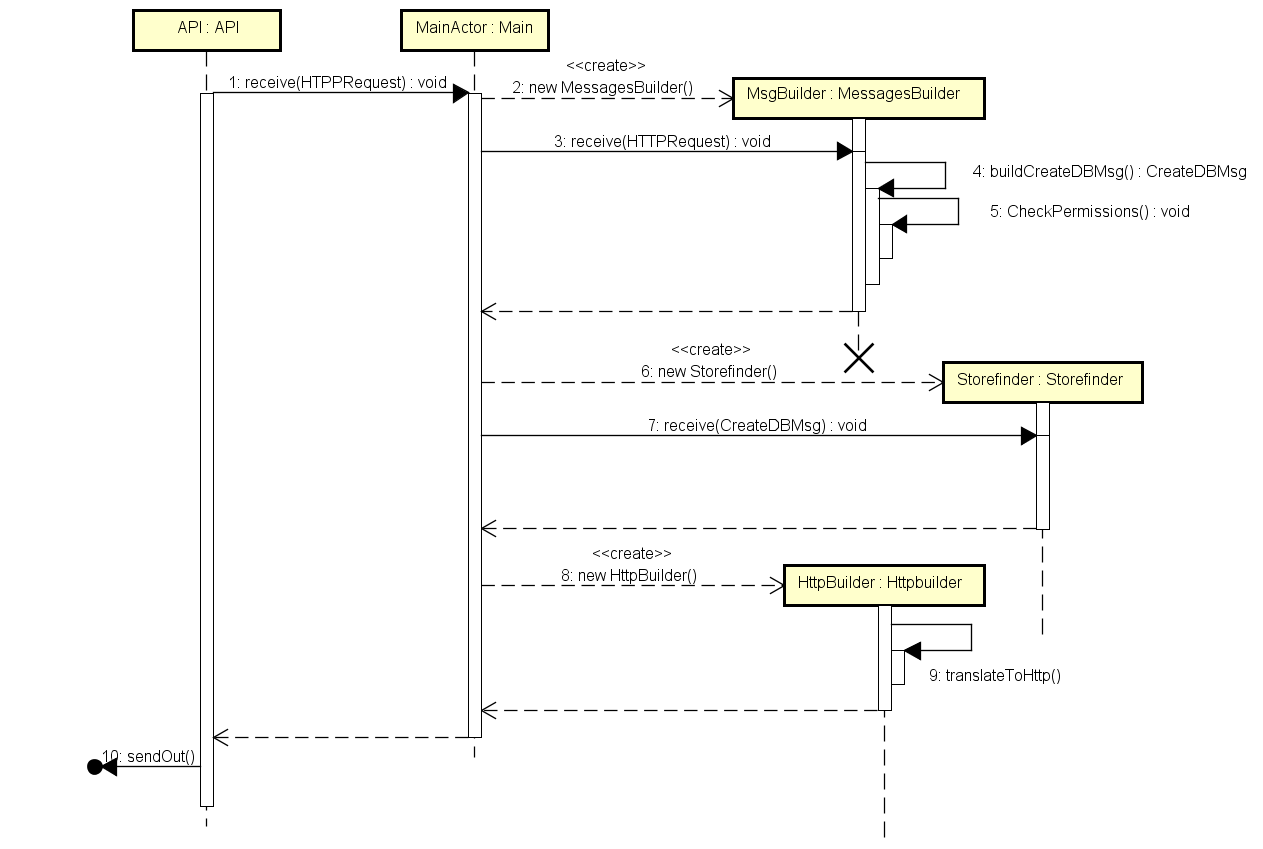 API : API
MainActor : Main
<<create>>
1: receive(HTPPRequest) : void
2: new MessagesBuilder()
MsgBuilder : MessagesBuilder
3: receive(HTTPRequest) : void
4: buildCreateDBMsg() : CreateDBMsg
5: CheckPermissions() : void
<<create>>
6: new Storefinder()
Storefinder : Storefinder
7: receive(CreateDBMsg) : void
<<create>>
8: new HttpBuilder()
HttpBuilder : Httpbuilder
9: translateToHttp()
10: sendOut()